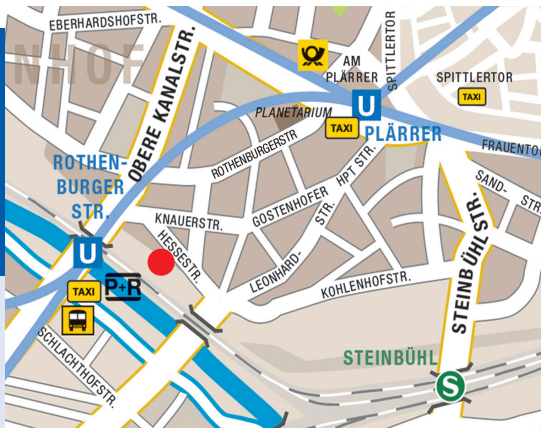 EBERHARDSHOFSTR.
NHOF
OBERE KANALSTR.
AM
PLÄRRER
SPITTLERTOR
SPITTLERTOR
TAXI
U
PLANETARIUM
TAXI
PLÄRRER
FRAUENTO
ROTHENBURGERSTR
ROTHEN-
BURGER
STR.
GOSTENHOFER
HPT STR.
SAND-
STR.
KNAUERSTR.
HESSESTR.
LEONHARD-
STR.
KOHLENHOFSTR.
STEINBÜHLSTR.
U
TAXI
P+R
SCHLACHTHOFSTR.
STEINBÜHL
S